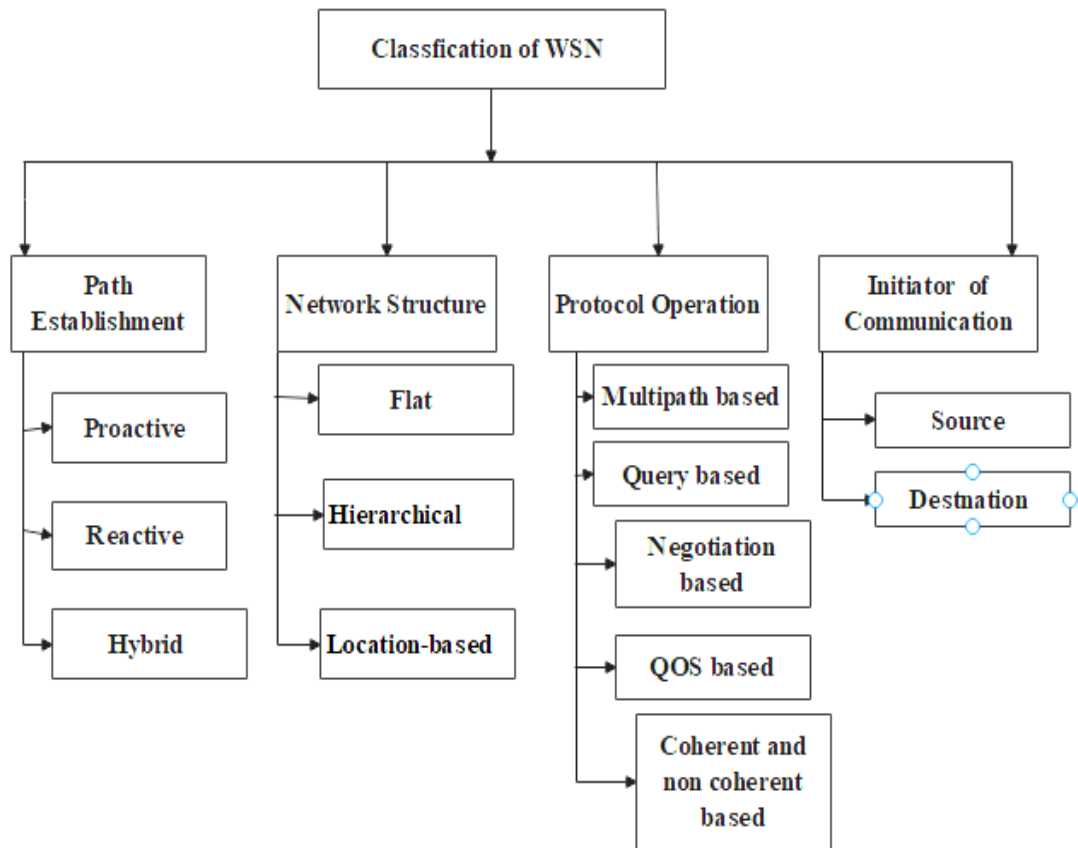 Classfication of WSN
Path
Establishment
Network Structure
Protocol Operation
Initiator of
Communication
Proactive
Reactive
Hybrid
Flat
Hierarchical
Location-based
Multipath based
Query based
Negotiation
based
QOS based
Coherent and
non coherent
based
Source
Destnation